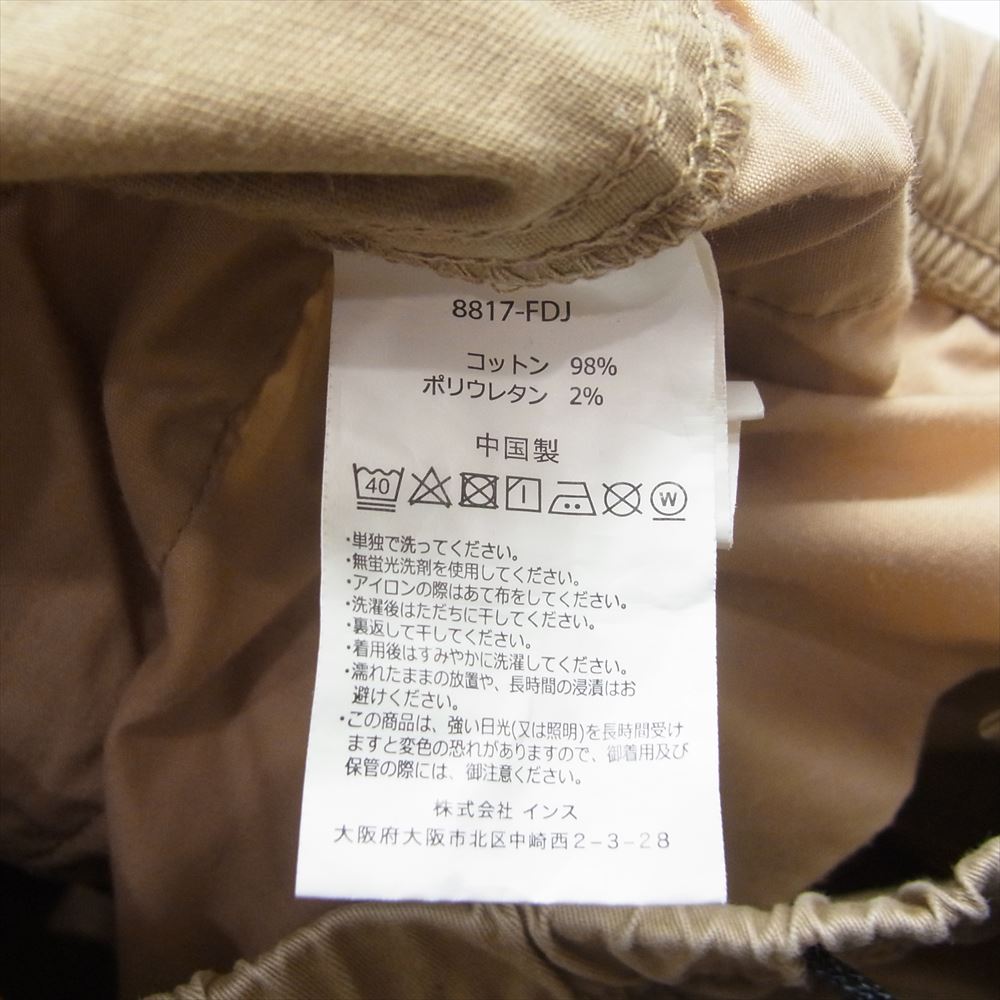 8817-FDJ
コットン 98%
ポリウレタン 2%
中国製
40 W
・単独で洗ってください。
・無蛍光洗剤を使用してください。
・アイロンの際はあて布をしてください。
・洗濯後はただちに干してください。
・裏返して干してください。
・着用後はすみやかに洗濯してください。
・濡れたままの放置や、長時間の浸漬はお
避けください。
・この商品は、強い日光(又は照明)を長時間受け
ますと変色の恐れがありますので、御着用及び
保管の際には、御注意ください。
株式会社 インス
大阪府大阪市北区中崎西2-3-28